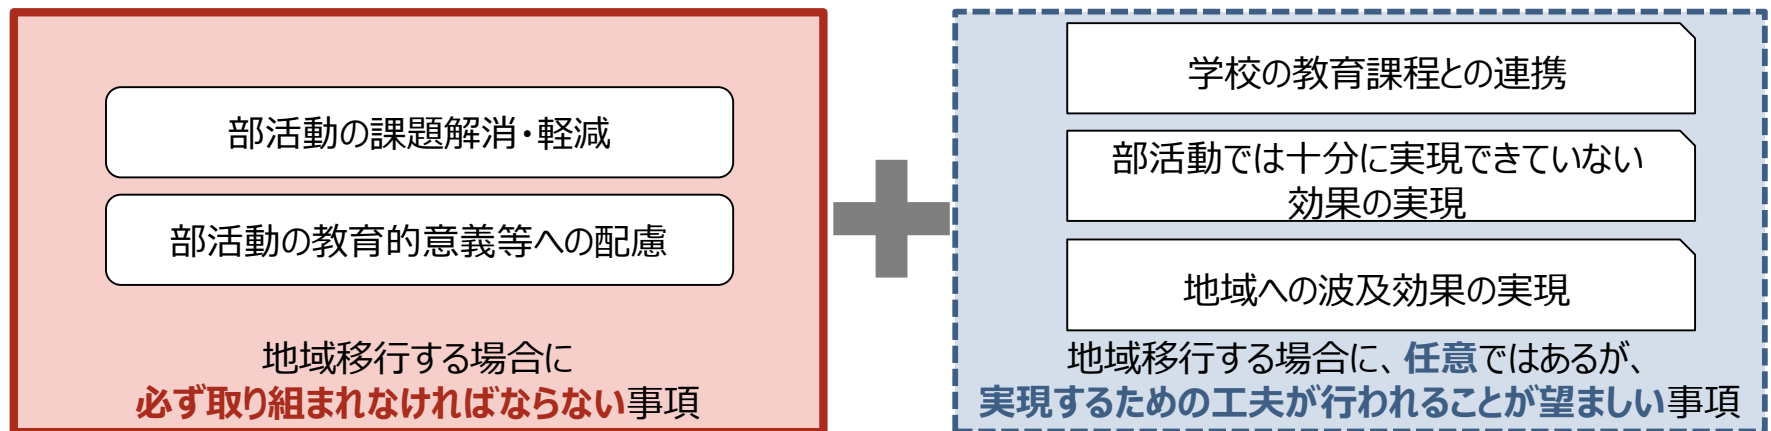 部活動の課題解消・軽減
部活動の教育的意義等への配慮
地域移行する場合に
必ず取り組まれなければならない事項
学校の教育課程との連携
部活動では十分に実現できていない
効果の実現
地域への波及効果の実現
地域移行する場合に、任意ではあるが、
実現するための工夫が行われることが望ましい事項